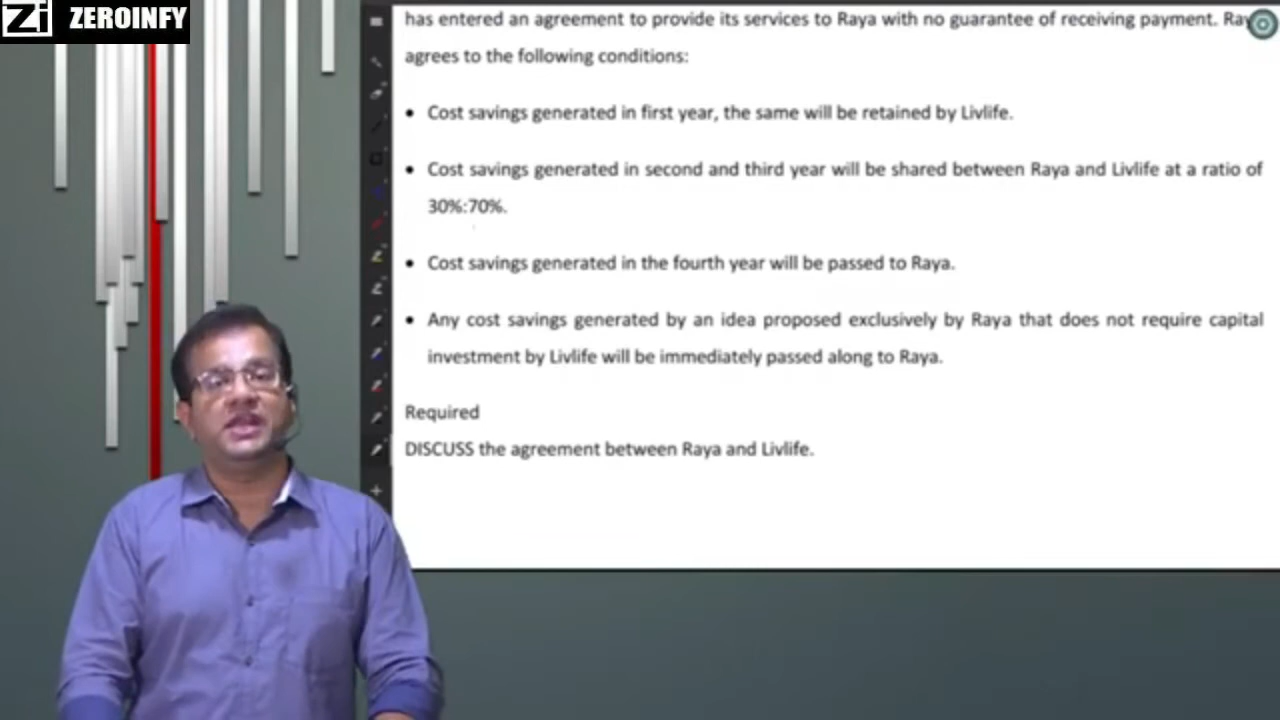 Zi ZEROINFY
has entered an agreement to provide its services to Raya with no guarantee of receiving payment.
agrees to the following conditions:
• Cost savings generated in first year, the same will be retained by Livlife.
• Cost savings generated in second and third year will be shared between Raya and Livlife at a ratio of
30%:70%.
• Cost savings generated in the fourth year will be passed to Raya.
• Any cost savings generated by an idea proposed exclusively by Raya that does not require capital
investment by Livlife will be immediately passed along to Raya.
Required
DISCUSS the agreement between Raya and Livlife.